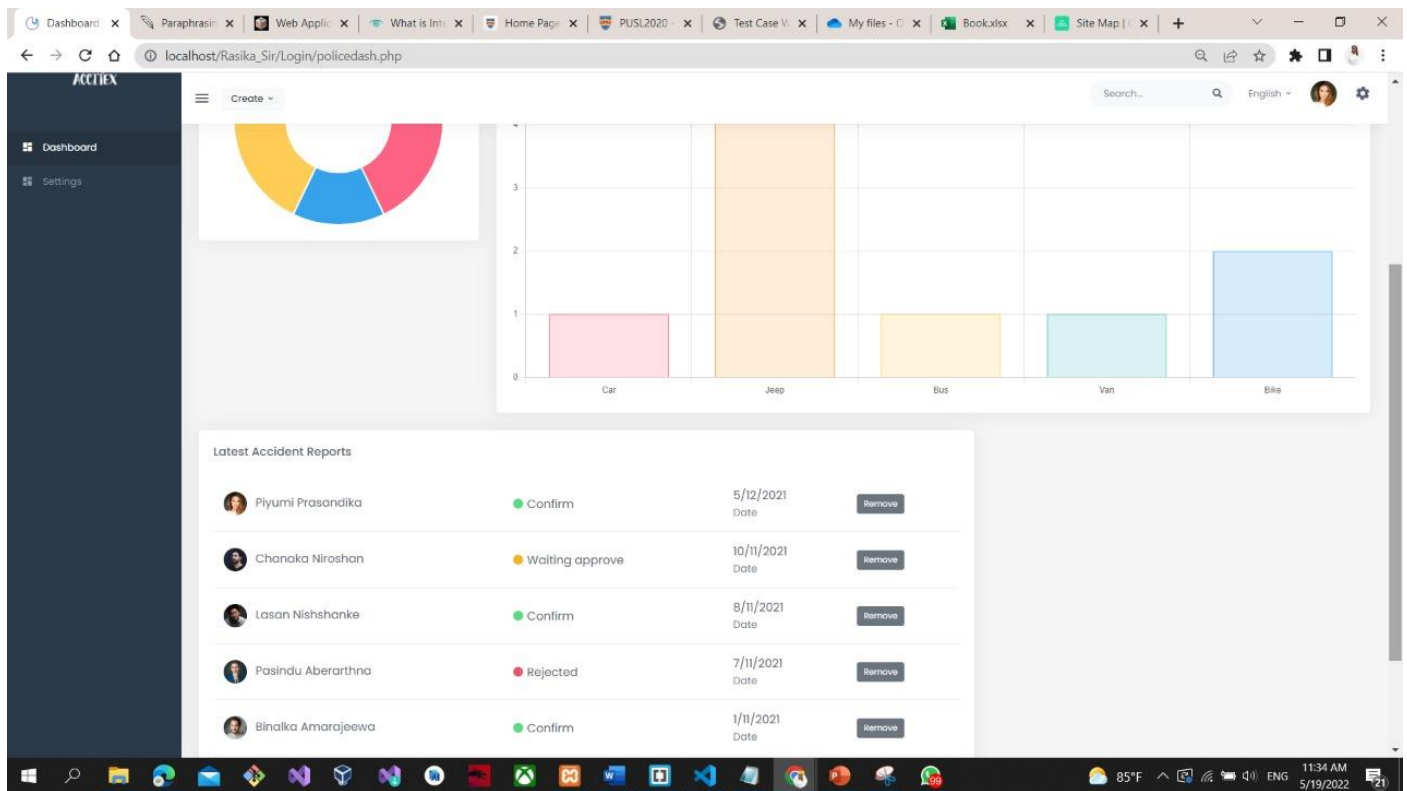 Dashboard
Paraphrasin
Web Applic
What is Inte
Home Page
PUSL2020 -
Test Case W
My files - O
Book.xlsx
Site Map |
localhost/Rasika_Sir/Login/policedash.php
Create
Search...
English
Dashboard
Settings
4
3
2
1
0
Car Jeep Bus Van Bike
Latest Accident Reports
Piyumi Prasandika Confirm 5/12/2021 Remove
Date
Chanaka Niroshan Waiting approve 10/11/2021 Remove
Date
Lasan Nishshanke Confirm 8/11/2021 Remove
Date
Pasindu Aberarthna Rejected 7/11/2021 Remove
Date
Binalka Amarajeewa Confirm 1/11/2021 Remove
Date
99
85°F ENG 11:34 AM
5/19/2022
21